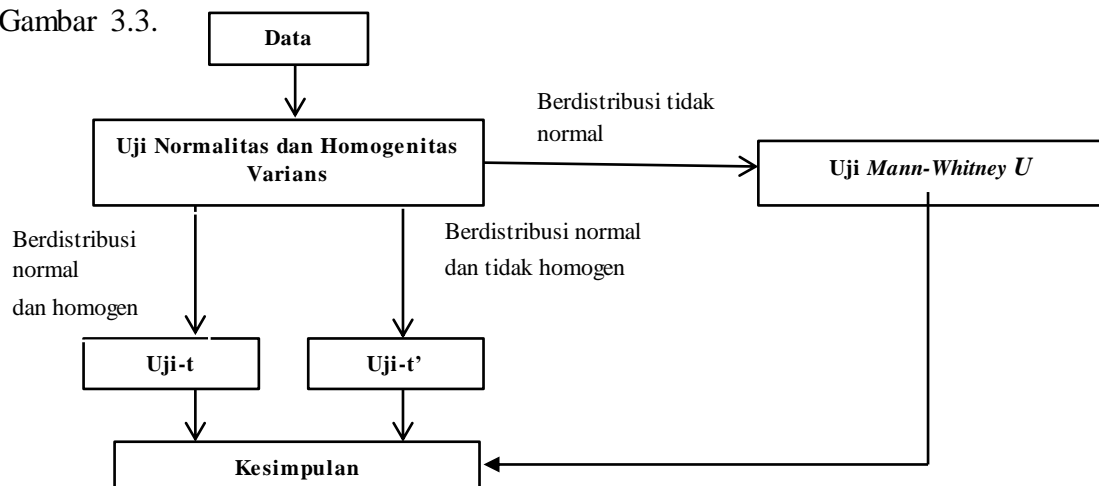 Gambar 3.3.
Data
Berdistribusi tidak
normal
Uji Normalitas dan Homogenitas
Varians
Uji Mann-Whitney U
Berdistribusi
normal
dan homogen
Berdistribusi normal
dan tidak homogen
Uji-t
Uji-t’
Kesimpulan